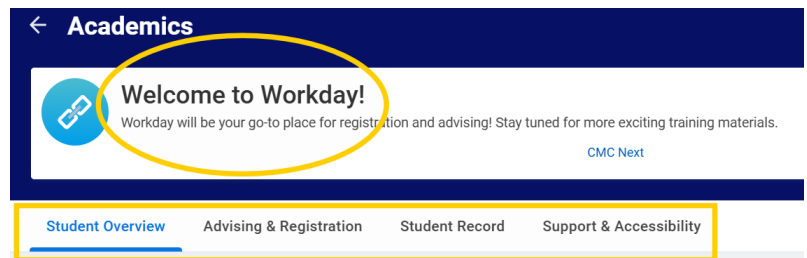 Academics
Welcome to Workday!
Workday will be your go-to place for registration and advising! Stay tuned for more exciting training materials.
CMC Next
Student Overview Advising & Registration Student Record Support & Accessibility